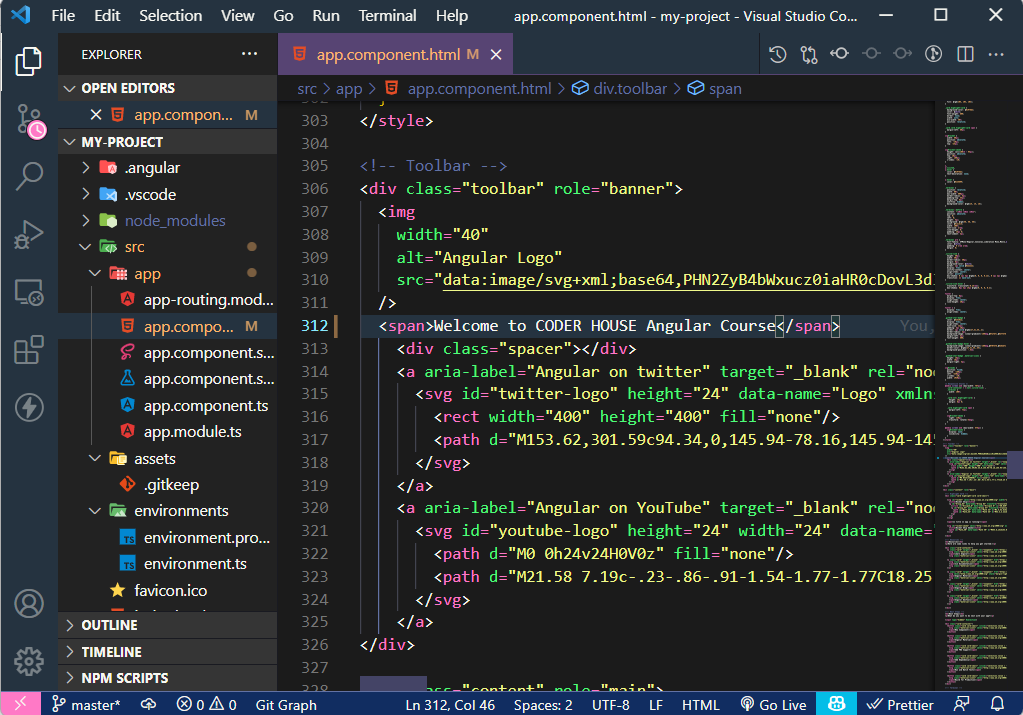 File Edit Selection View Go Run Terminal Help app.component.html - my-project - Visual Studio Co...
EXPLORER
app.component.html M
OPEN EDITORS
app.compon... M
MY-PROJECT
.angular
.vscode
node_modules
src
app
app-routing.mod...
app.compo... M
app.component.s...
app.component.s...
app.component.ts
app.module.ts
assets
.gitkeep
environments
environment.pro...
environment.ts
favicon.ico
OUTLINE
TIMELINE
NPM SCRIPTS
src > app > app.component.html > div.toolbar > span
303 </style>
304
305 <!-- Toolbar -->
306 <div class="toolbar" role="banner">
307 <img
308 width="40"
309 alt="Angular Logo"
310 src="data:image/svg+xml;base64,PHN2ZyB4bWxucz0iaHR0cDovL3d
311 />
312 <span>Welcome to CODER HOUSE Angular Course</span> You,
313 <div class="spacer"></div>
314 <a aria-label="Angular on twitter" target="_blank" rel="noo
315 <svg id="twitter-logo" height="24" data-name="Logo" xmlns
316 <rect width="400" height="400" fill="none"/>
317 <path d="M153.62,301.59c94.34,0,145.94-78.16,145.94-145
318 </svg>
319 </a>
320 <a aria-label="Angular on YouTube" target="_blank" rel="noo
321 <svg id="youtube-logo" height="24" width="24" data-name=
322 <path d="M0 0h24v24H0V0z" fill="none"/>
323 <path d="M21.58 7.19c-.23-.86-.91-1.54-1.77-1.77C18.25
324 </svg>
325 </a>
326 </div>
327
328 ass="content" role="main">
master* 0 0 Git Graph Ln 312, Col 46 Spaces: 2 UTF-8 LF HTML Go Live Prettier